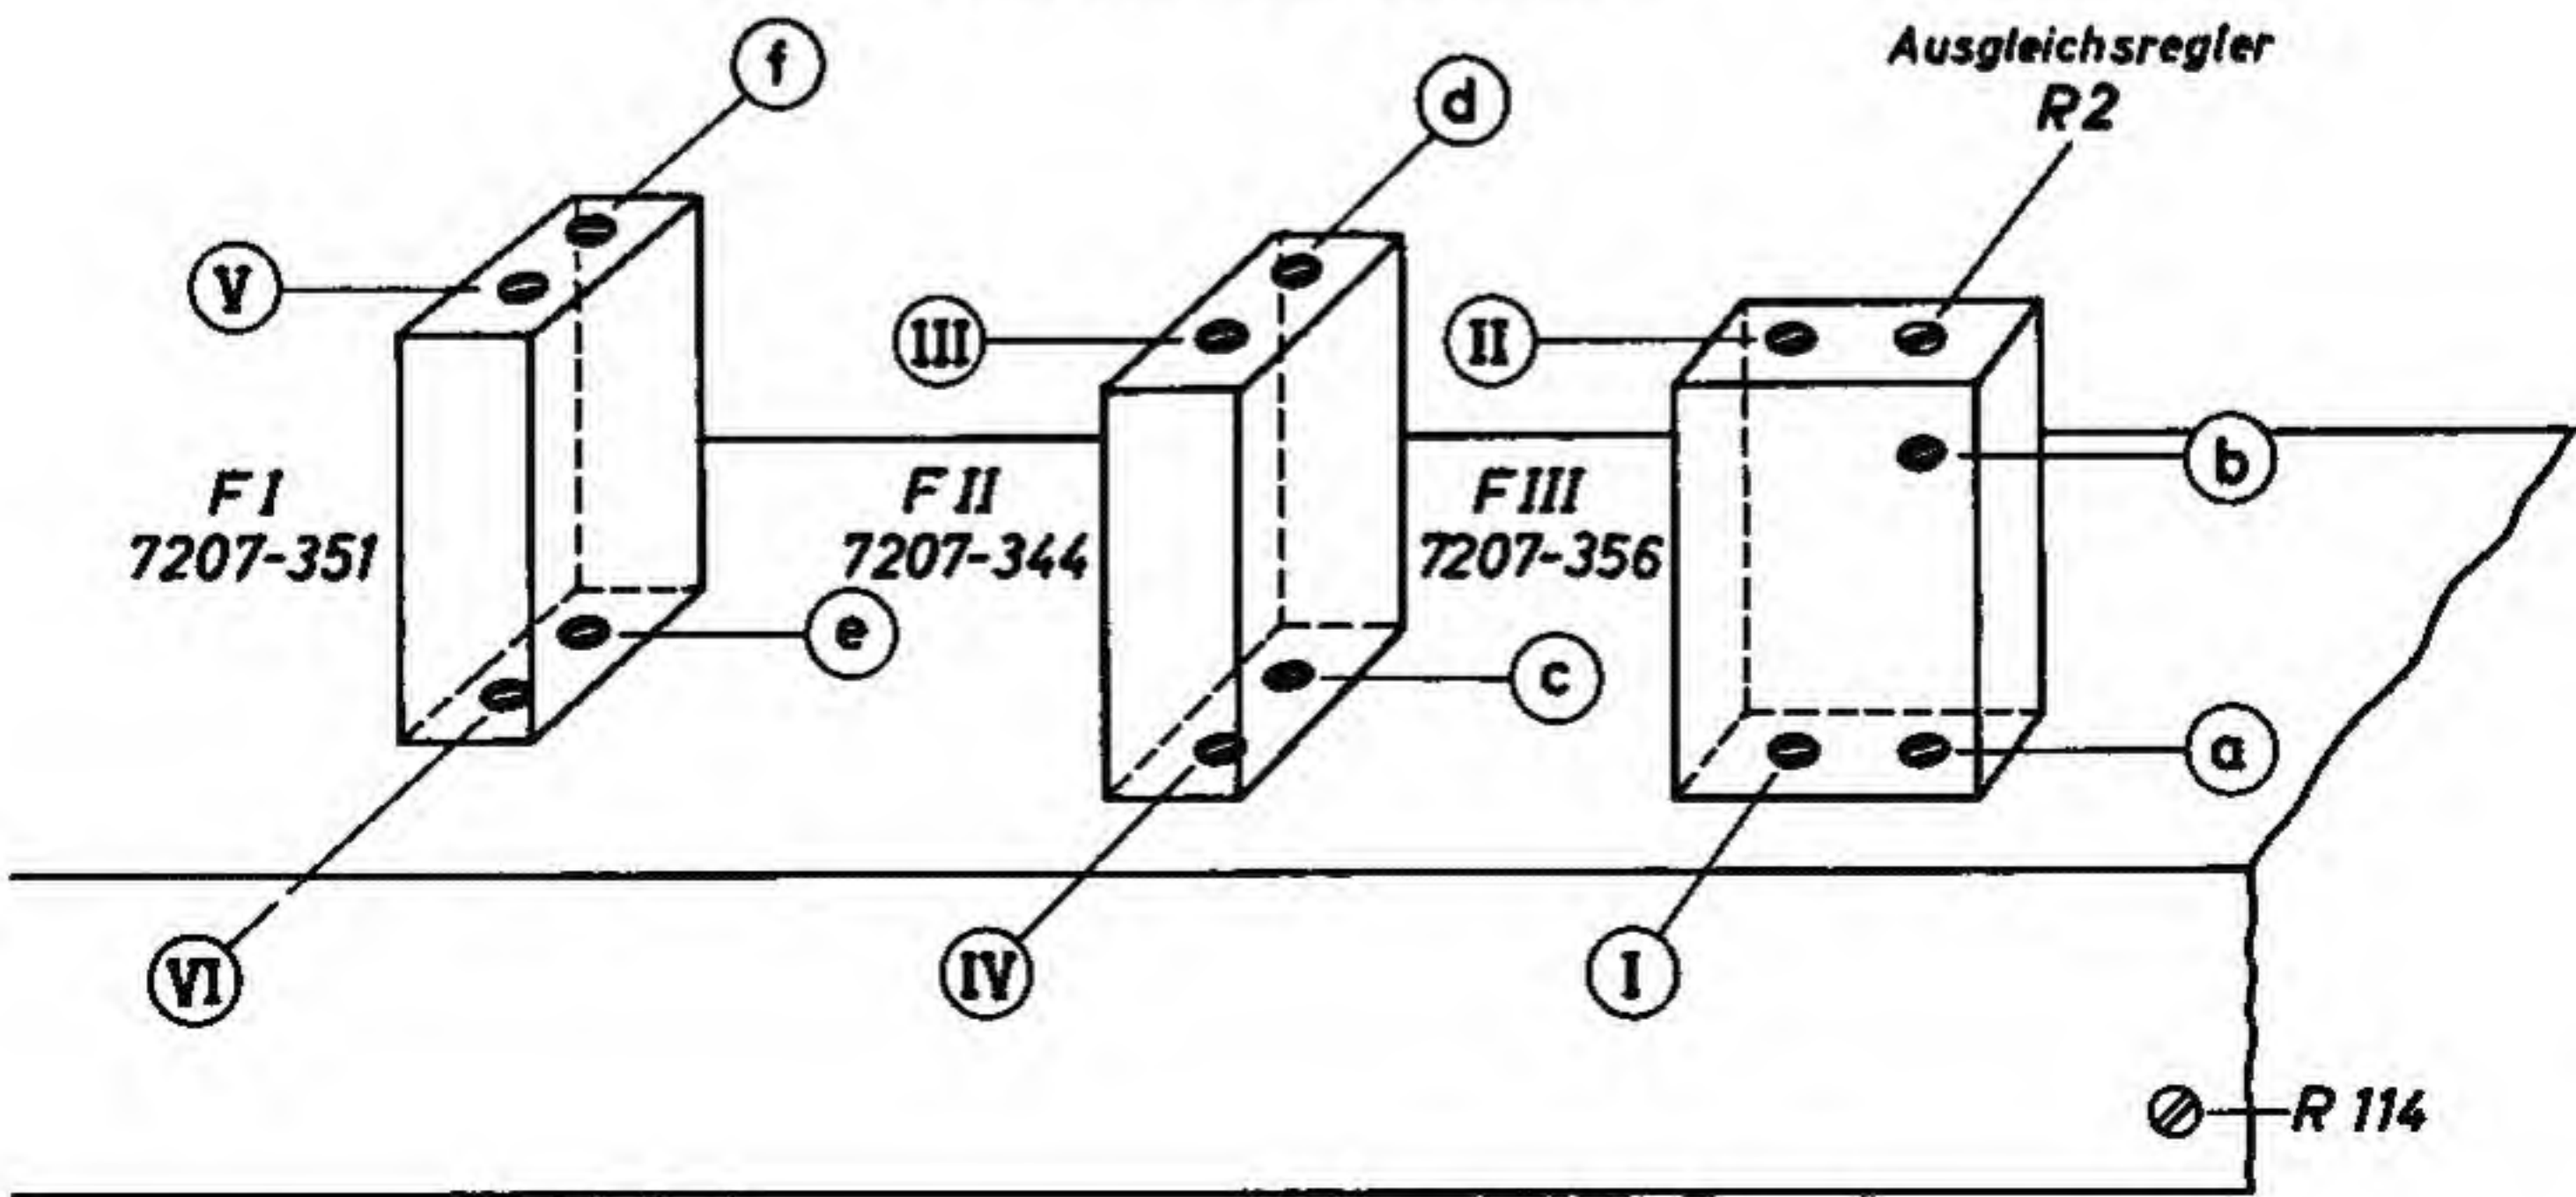 f
d
Ausgleichsregler
R2
V
III
II
b
F I
7207-351
F II
7207-344
F III
7207-356
e
c
a
VI
IV
I
R 114